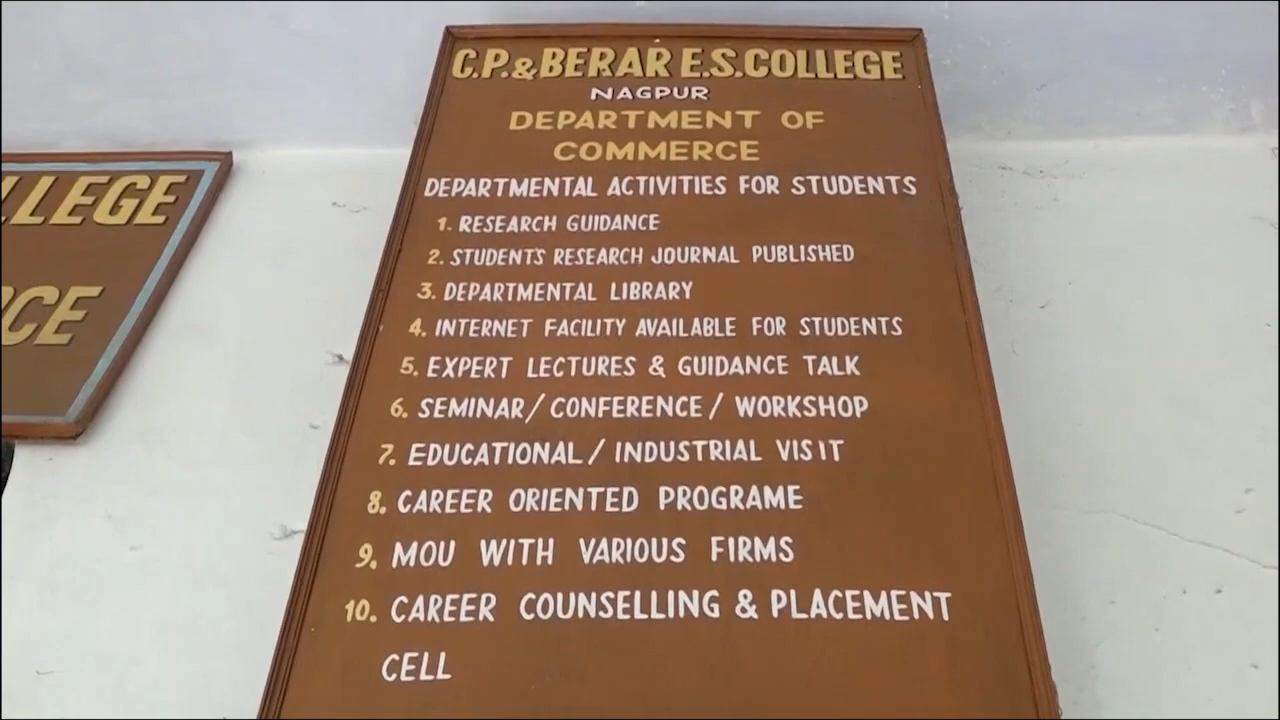 C.P. & BERAR E.S. COLLEGE
NAGPUR
DEPARTMENT OF
COMMERCE
DEPARTMENTAL ACTIVITIES FOR STUDENTS
1. RESEARCH GUIDANCE
2. STUDENT'S RESEARCH JOURNAL PUBLISHED
3. DEPARTMENTAL LIBRARY
4. INTERNET FACILITY AVAILABLE FOR STUDENTS
5. EXPERT LECTURES & GUIDANCE TALK
6. SEMINAR / CONFERENCE / WORKSHOP
7. EDUCATIONAL / INDUSTRIAL VISIT
8. CAREER ORIENTED PROGRAME
9. MOU WITH VARIOUS FIRMS
10. CAREER COUNSELLING & PLACEMENT
CELL